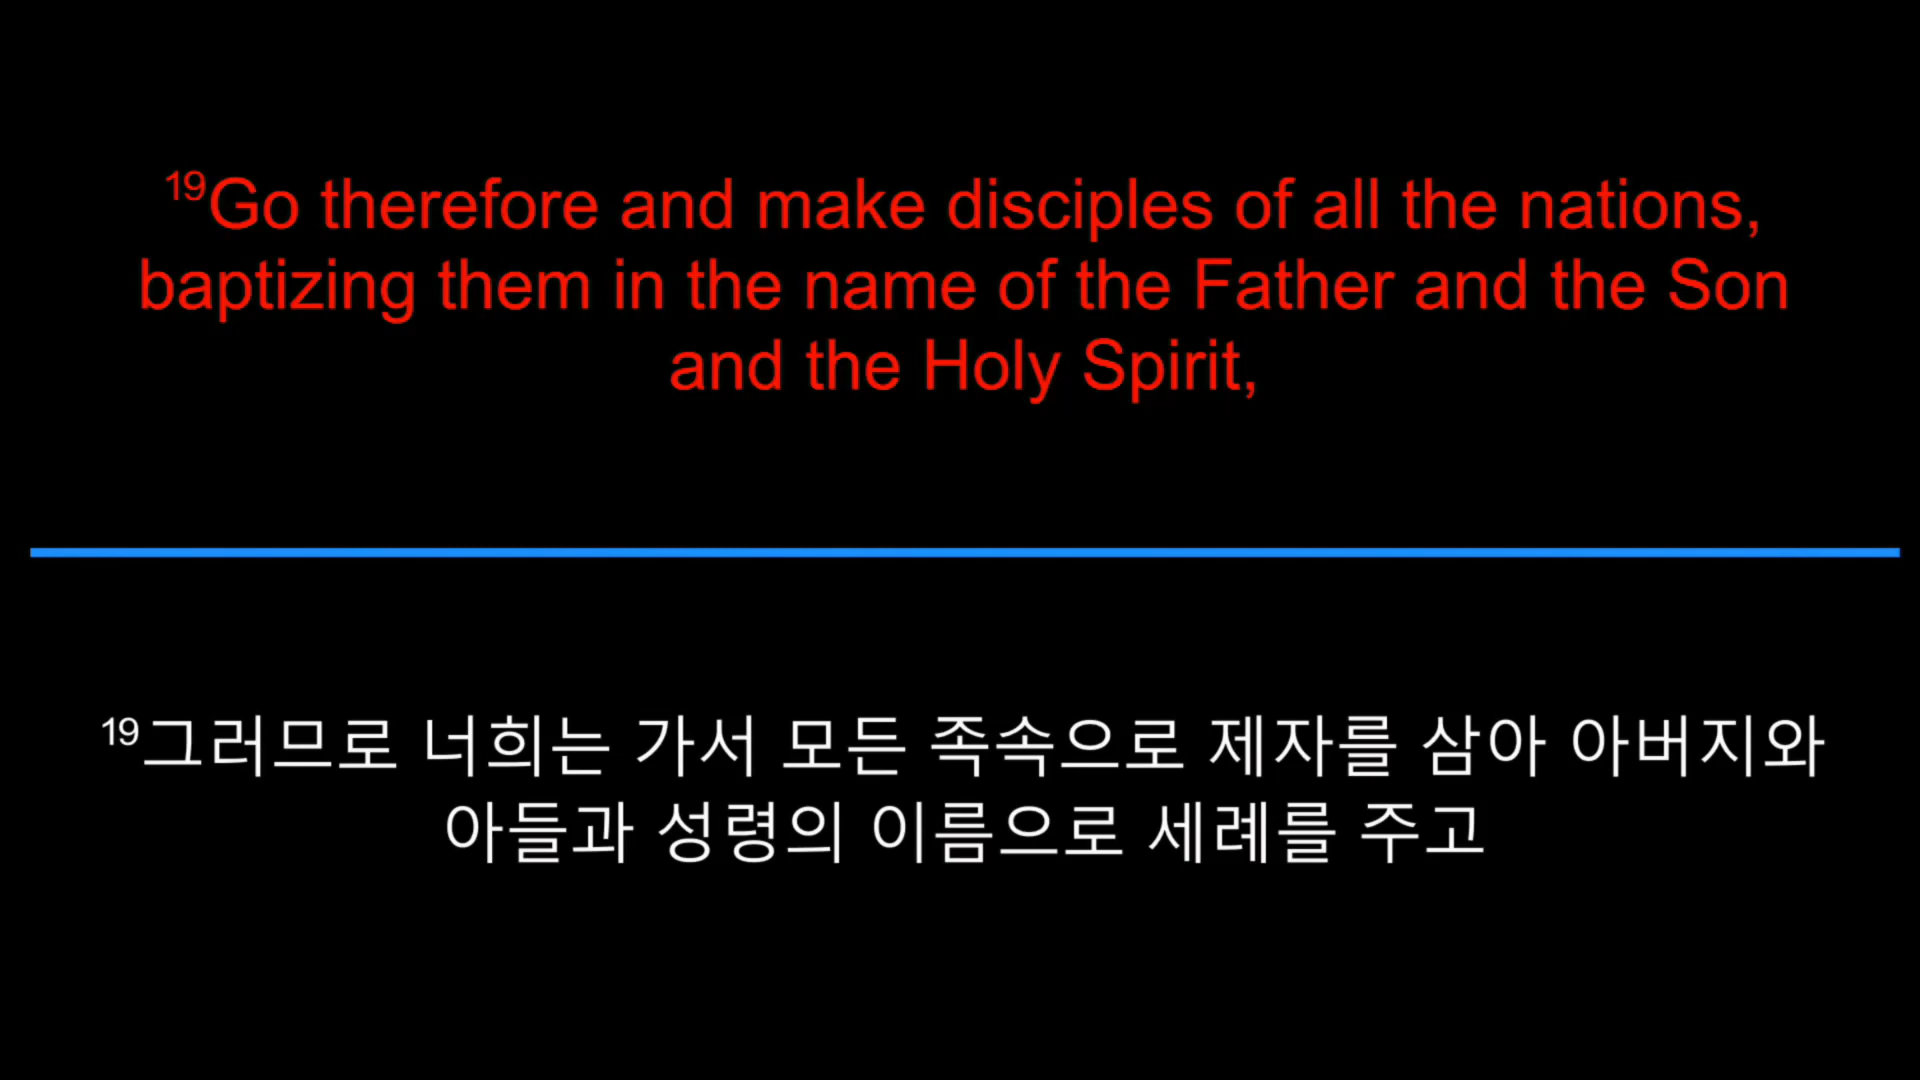 19Go therefore and make disciples of all the nations,
baptizing them in the name of the Father and the Son
and the Holy Spirit,
19그러므로 너희는 가서 모든 족속으로 제자를 삼아 아버지와
아들과 성령의 이름으로 세례를 주고